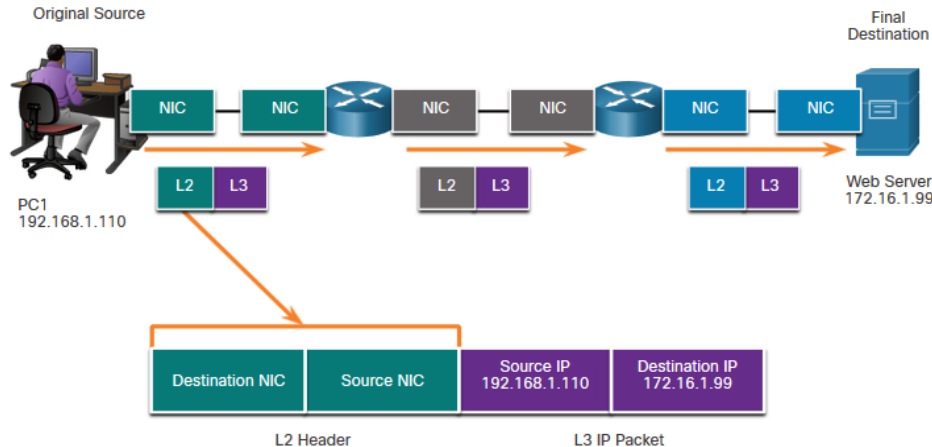 Original Source
Final
Destination
NIC
NIC
NIC
NIC
NIC
NIC
L2
L3
L2
L3
L2
L3
PC1
192.168.1.110
Web Server
172.16.1.99
Destination NIC
Source NIC
Source IP
192.168.1.110
Destination IP
172.16.1.99
L2 Header
L3 IP Packet